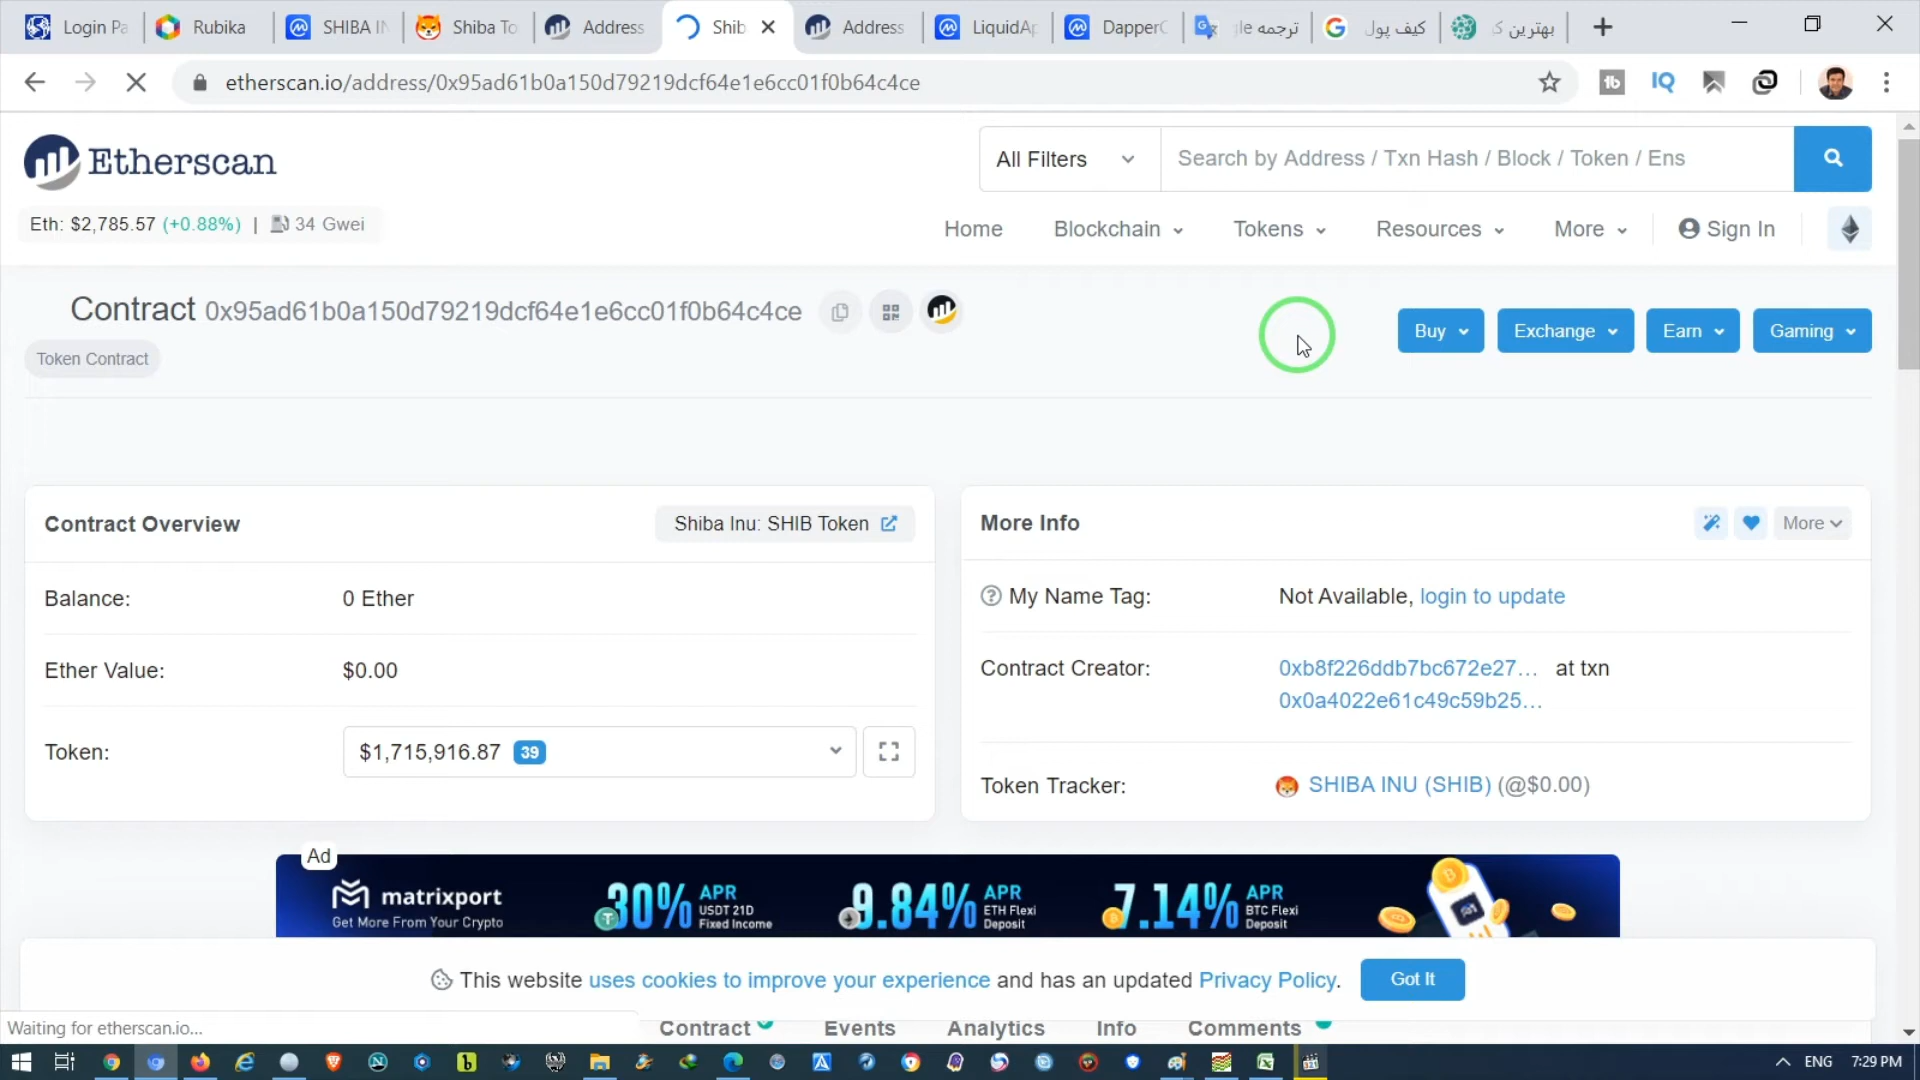 Login Pa
Rubika
SHIBA IN
Shiba To
Address
Shib
Address
LiquidAp
DapperC
ترجمه gle
کیف پول
بهترین ک
etherscan.io/address/0x95ad61b0a150d79219dcf64e1e6cc01f0b64c4ce
tb
IQ
Etherscan
All Filters
Search by Address / Txn Hash / Block / Token / Ens
Eth: $2,785.57 (+0.88%) | 34 Gwei
Home
Blockchain
Tokens
Resources
More
Sign In
Contract 0x95ad61b0a150d79219dcf64e1e6cc01f0b64c4ce
Buy
Exchange
Earn
Gaming
Token Contract
Contract Overview
Shiba Inu: SHIB Token
Balance:
0 Ether
Ether Value:
$0.00
Token:
$1,715,916.87 39
More Info
More
My Name Tag:
Not Available, login to update
Contract Creator:
0xb8f226ddb7bc672e27... at txn
0x0a4022e61c49c59b25...
Token Tracker:
SHIBA INU (SHIB) (@$0.00)
Ad
matrixport
Get More From Your Crypto
30% APR
USDT 21D
Fixed Income
9.84% APR
ETH Flexi
Deposit
7.14% APR
BTC Flexi
Deposit
This website uses cookies to improve your experience and has an updated Privacy Policy.
Got It
Waiting for etherscan.io...
Contract
Events
Analytics
Info
Comments
ENG
7:29 PM